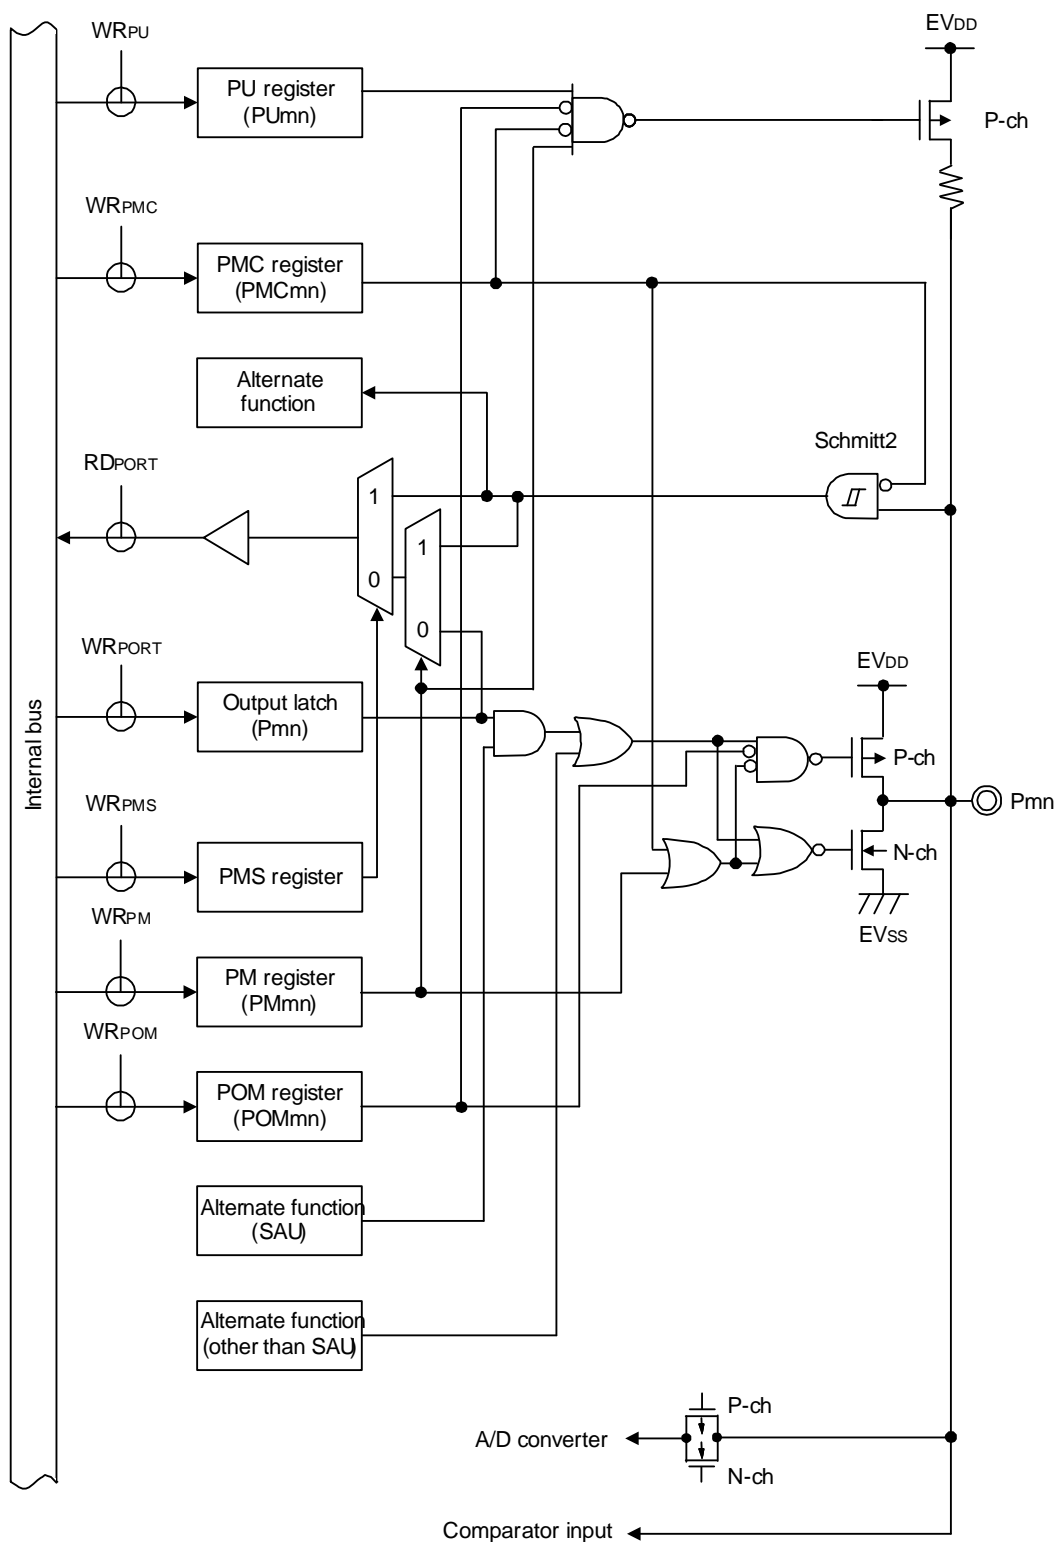 WRPU
EVDD
PU register
(PUmn)
P-ch
WRPMC
PMC register
(PMCmn)
Alternate
function
Schmitt2
RDPORT
1
1
0
0
WRPORT
EVDD
Output latch
(Pmn)
P-ch
Internal bus
Pmn
WRPMS
N-ch
PMS register
WRPM
EVSS
PM register
(PMmn)
WRPOM
POM register
(POMmn)
Alternate function
(SAU)
Alternate function
(other than SAU)
P-ch
A/D converter
N-ch
Comparator input